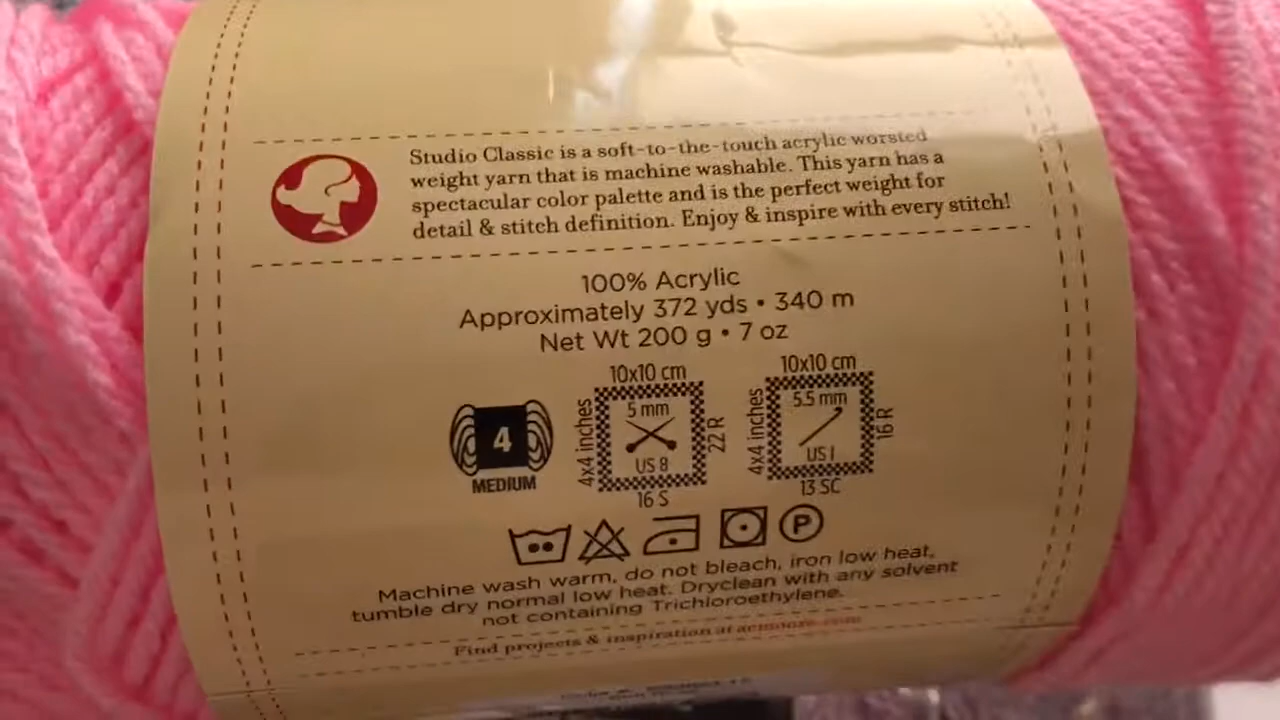 Studio Classic is a soft-to-the-touch acrylic worsted
weight yarn that is machine washable. This yarn has a
spectacular color palette and is the perfect weight for
detail & stitch definition. Enjoy & inspire with every stitch!
100% Acrylic
Approximately 372 yds • 340 m
Net Wt 200 g • 7 oz
4
MEDIUM
10x10 cm
4x4 inches
5 mm
US 8
22 R
16 S
10x10 cm
4x4 inches
5.5 mm
US I
16 R
13 SC
P
Machine wash warm, do not bleach, iron low heat,
tumble dry normal low heat. Dryclean with any solvent
not containing Trichloroethylene.
Find projects & inspiration at acmoore.com